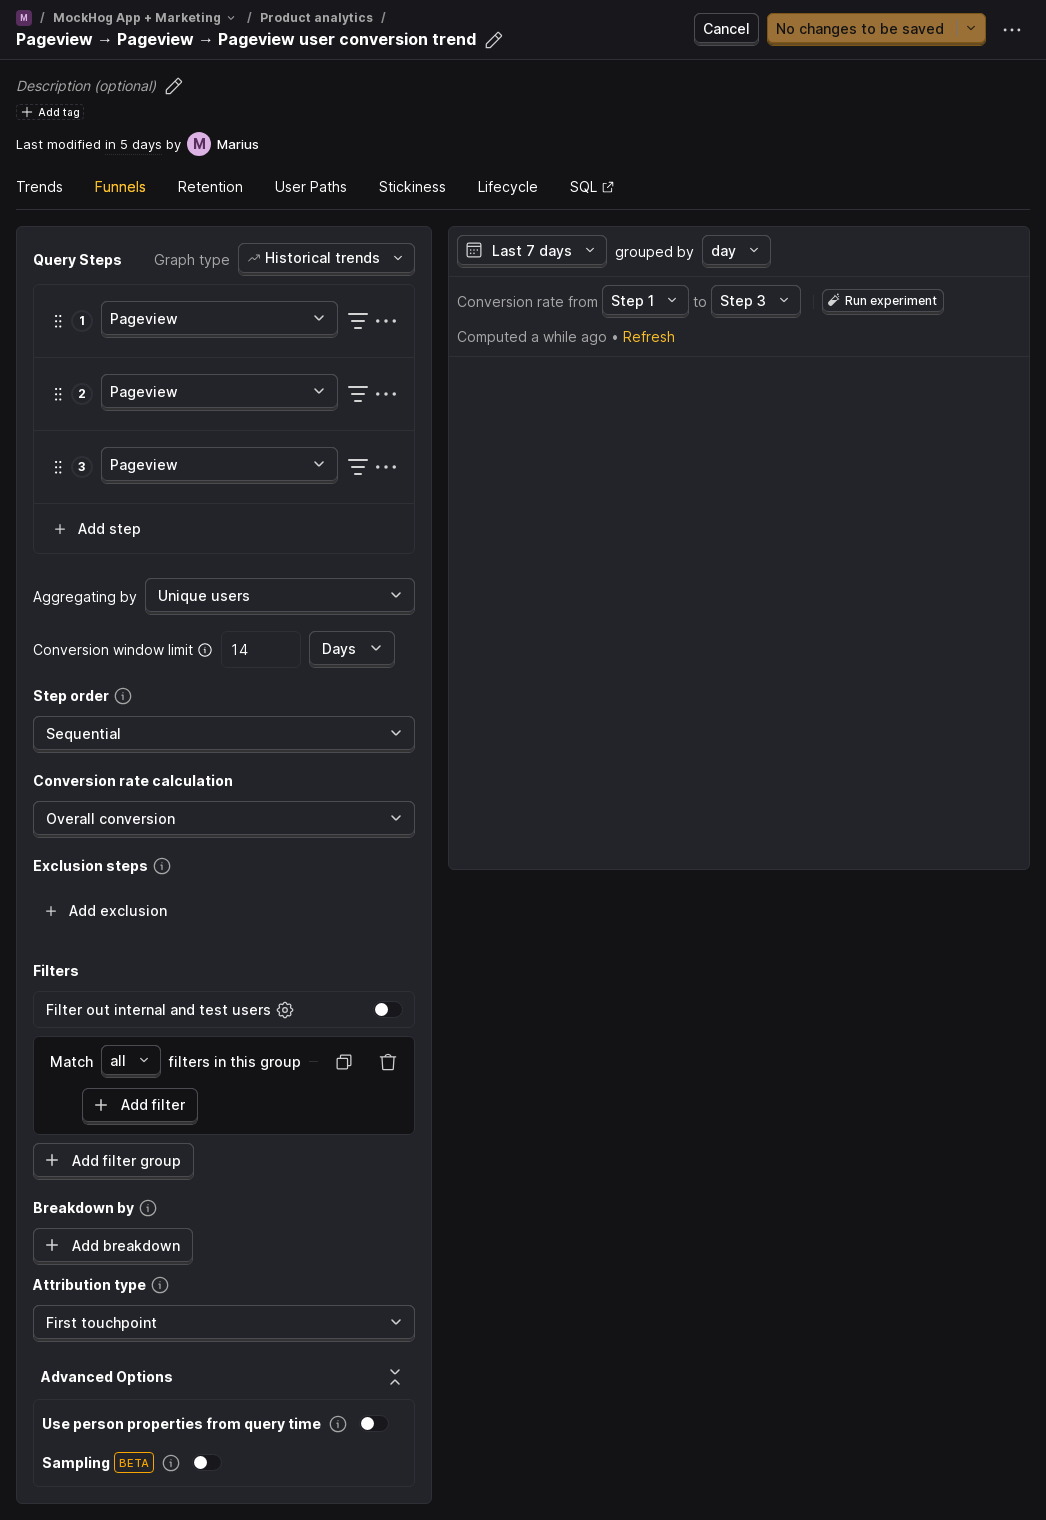 M / MockHog App + Marketing / Product analytics /
Pageview → Pageview → Pageview user conversion trend
Cancel
No changes to be saved
Description (optional)
Add tag
Last modified in 5 days by M Marius
Trends Funnels Retention User Paths Stickiness Lifecycle SQL
Query Steps Graph type Historical trends
1 Pageview
2 Pageview
3 Pageview
Add step
Aggregating by Unique users
Conversion window limit 14 Days
Step order
Sequential
Conversion rate calculation
Overall conversion
Exclusion steps
Add exclusion
Filters
Filter out internal and test users
Match all filters in this group
Add filter
Add filter group
Breakdown by
Add breakdown
Attribution type
First touchpoint
Advanced Options
Use person properties from query time
Sampling BETA
Last 7 days grouped by day
Conversion rate from Step 1 to Step 3 Run experiment
Computed a while ago • Refresh